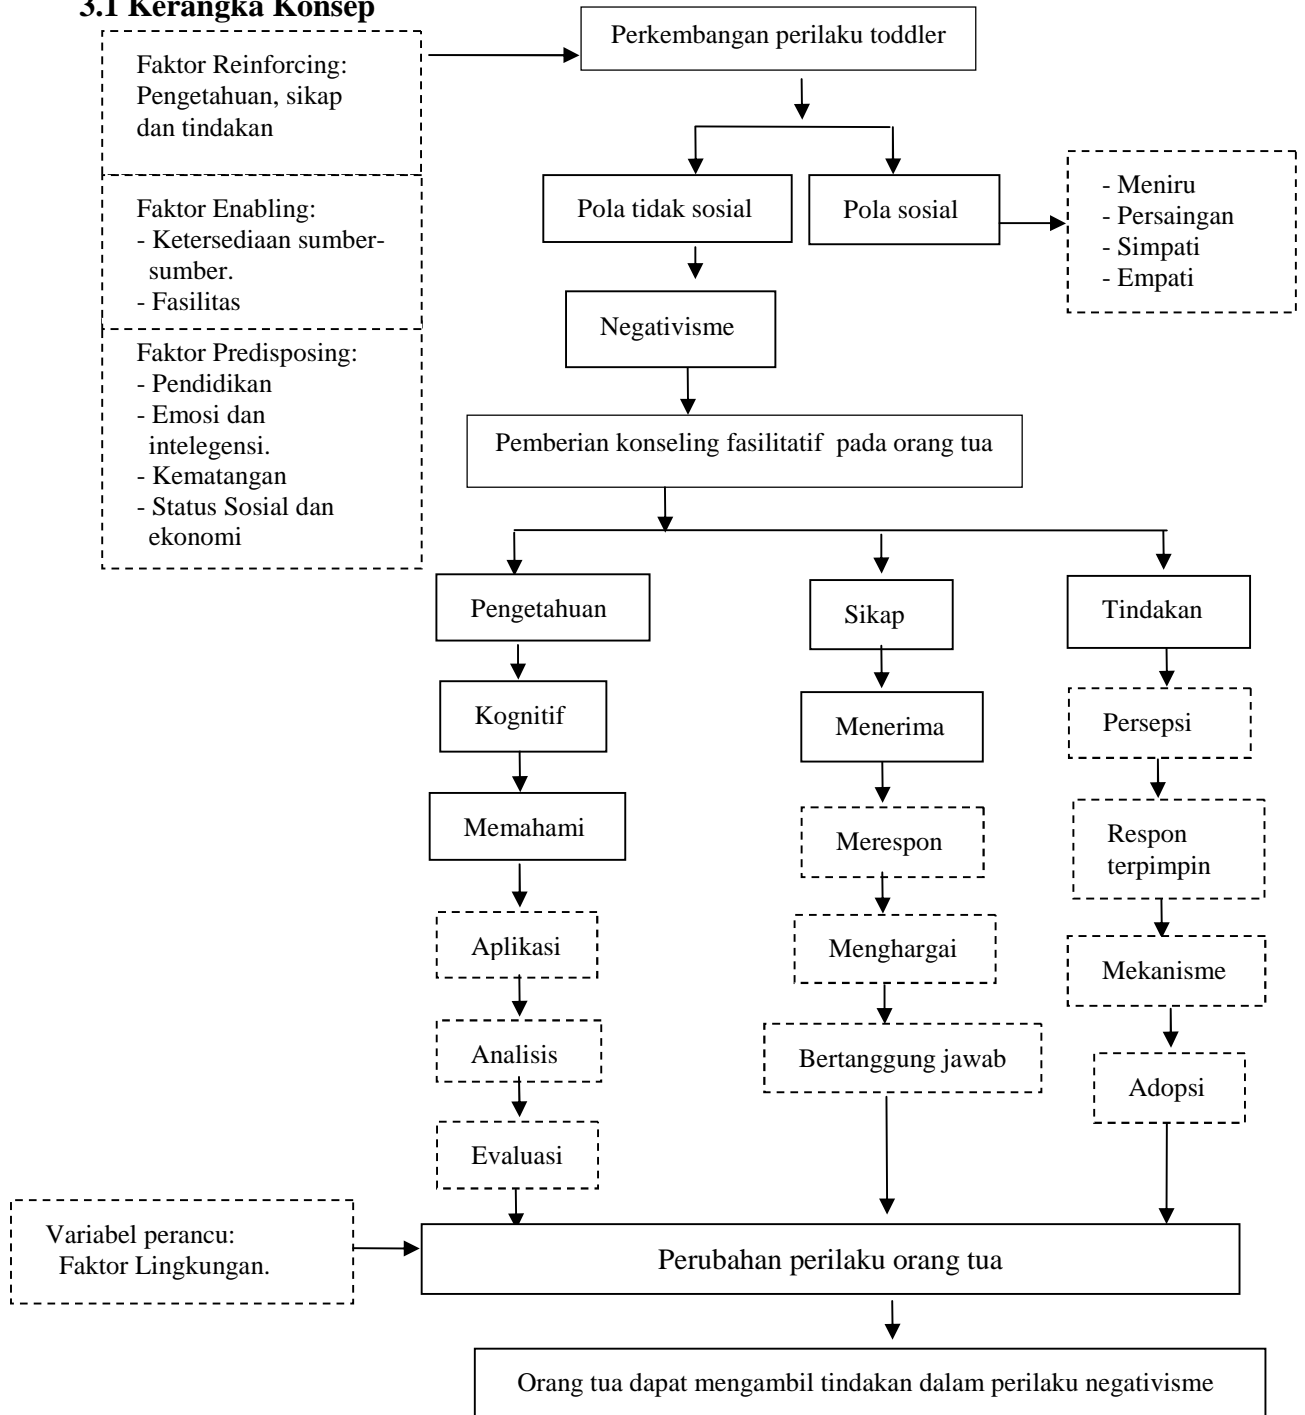 3.1 Kerangka Konsep
Perkembangan perilaku toddler
Faktor Reinforcing:
Pengetahuan, sikap
dan tindakan
Faktor Enabling:
- Ketersediaan sumber-
sumber.
- Fasilitas
Faktor Predisposing:
- Pendidikan
- Emosi dan
intelegensi.
- Kematangan
- Status Sosial dan
ekonomi
Pola tidak sosial
Pola sosial
- Meniru
- Persaingan
- Simpati
- Empati
Negativisme
Pemberian konseling fasilitatif pada orang tua
Pengetahuan
Kognitif
Memahami
Aplikasi
Analisis
Evaluasi
Sikap
Menerima
Merespon
Menghargai
Bertanggung jawab
Tindakan
Persepsi
Respon
terpimpin
Mekanisme
Adopsi
Variabel perancu:
Faktor Lingkungan.
Perubahan perilaku orang tua
Orang tua dapat mengambil tindakan dalam perilaku negativisme